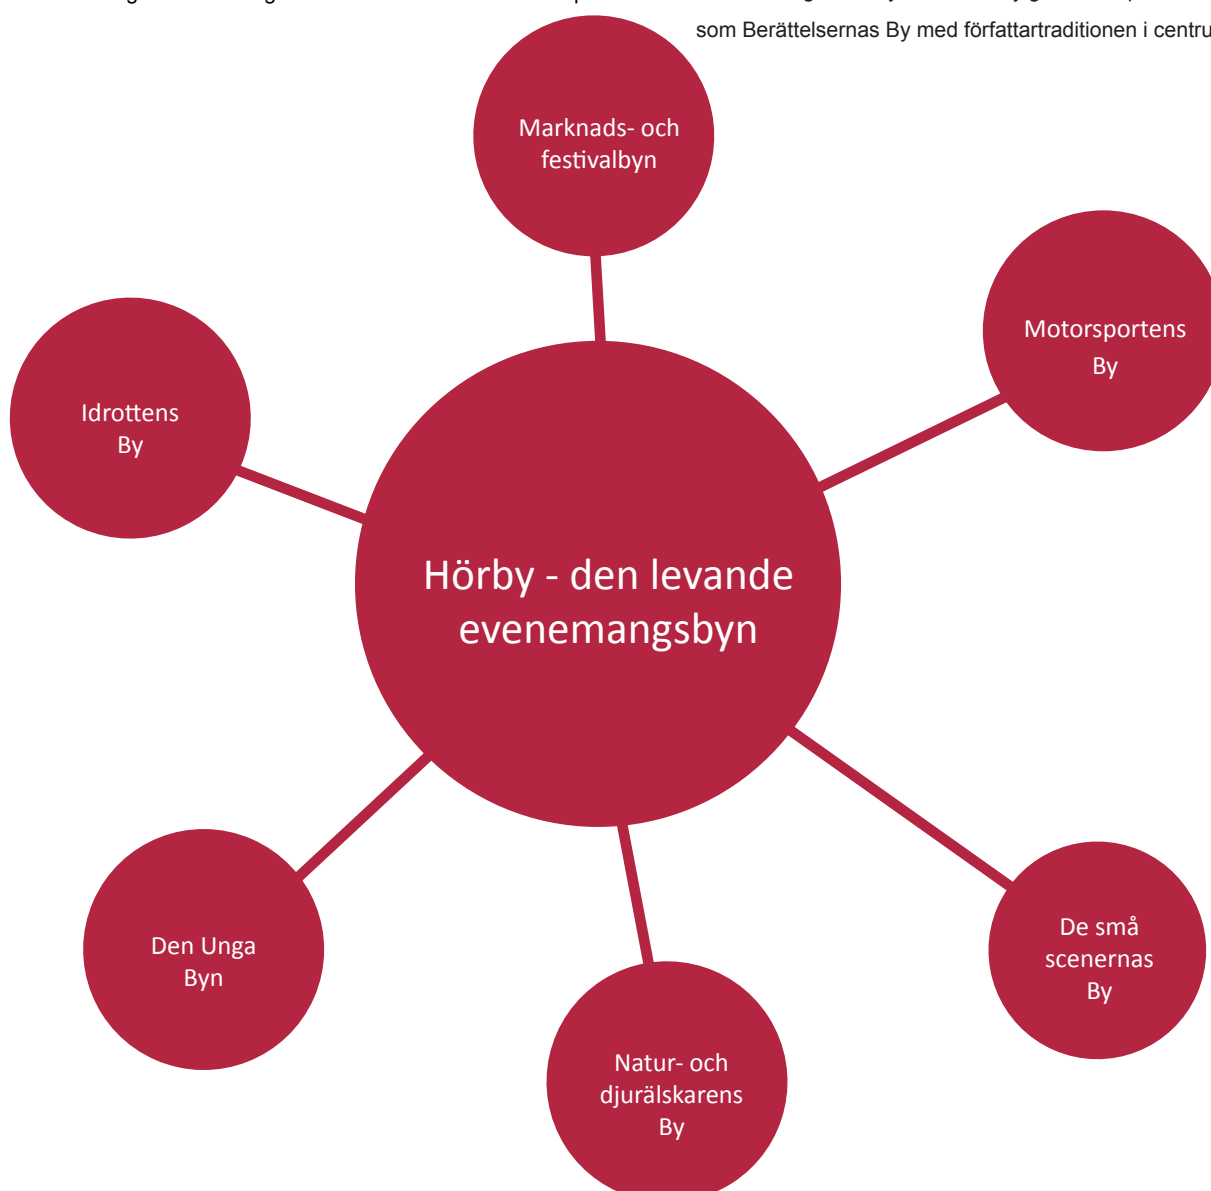 som Berättelsernas By med författartraditionen i
Marknads- och
festivalbyn
Motorsportens
By
Idrottens
By
Hörby - den levande
evenemangsbyn
Den Unga
Byn
De små
scenernas
By
Natur- och
djurälskarens
By